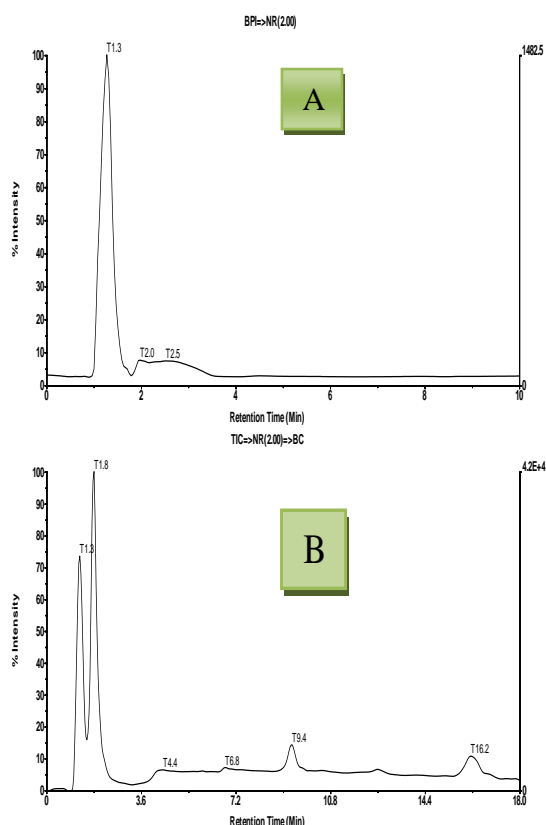 BPI=>NR(2.00)
T1.3
1482.5
100
90
80
70
60
50
40
30
20
10
0
A
% Intensity
T2.0
T2.5
0
0
2
4
6
8
10
Retention Time (Min)
TIC=>NR(2.00)=>BC
T1.8
4.2E+4
100
90
80
70
60
50
40
30
20
10
0
T1.3
B
% Intensity
T4.4
T6.8
T9.4
T16.2
0
0
3.6
7.2
10.8
14.4
18.0
Retention Time (Min)